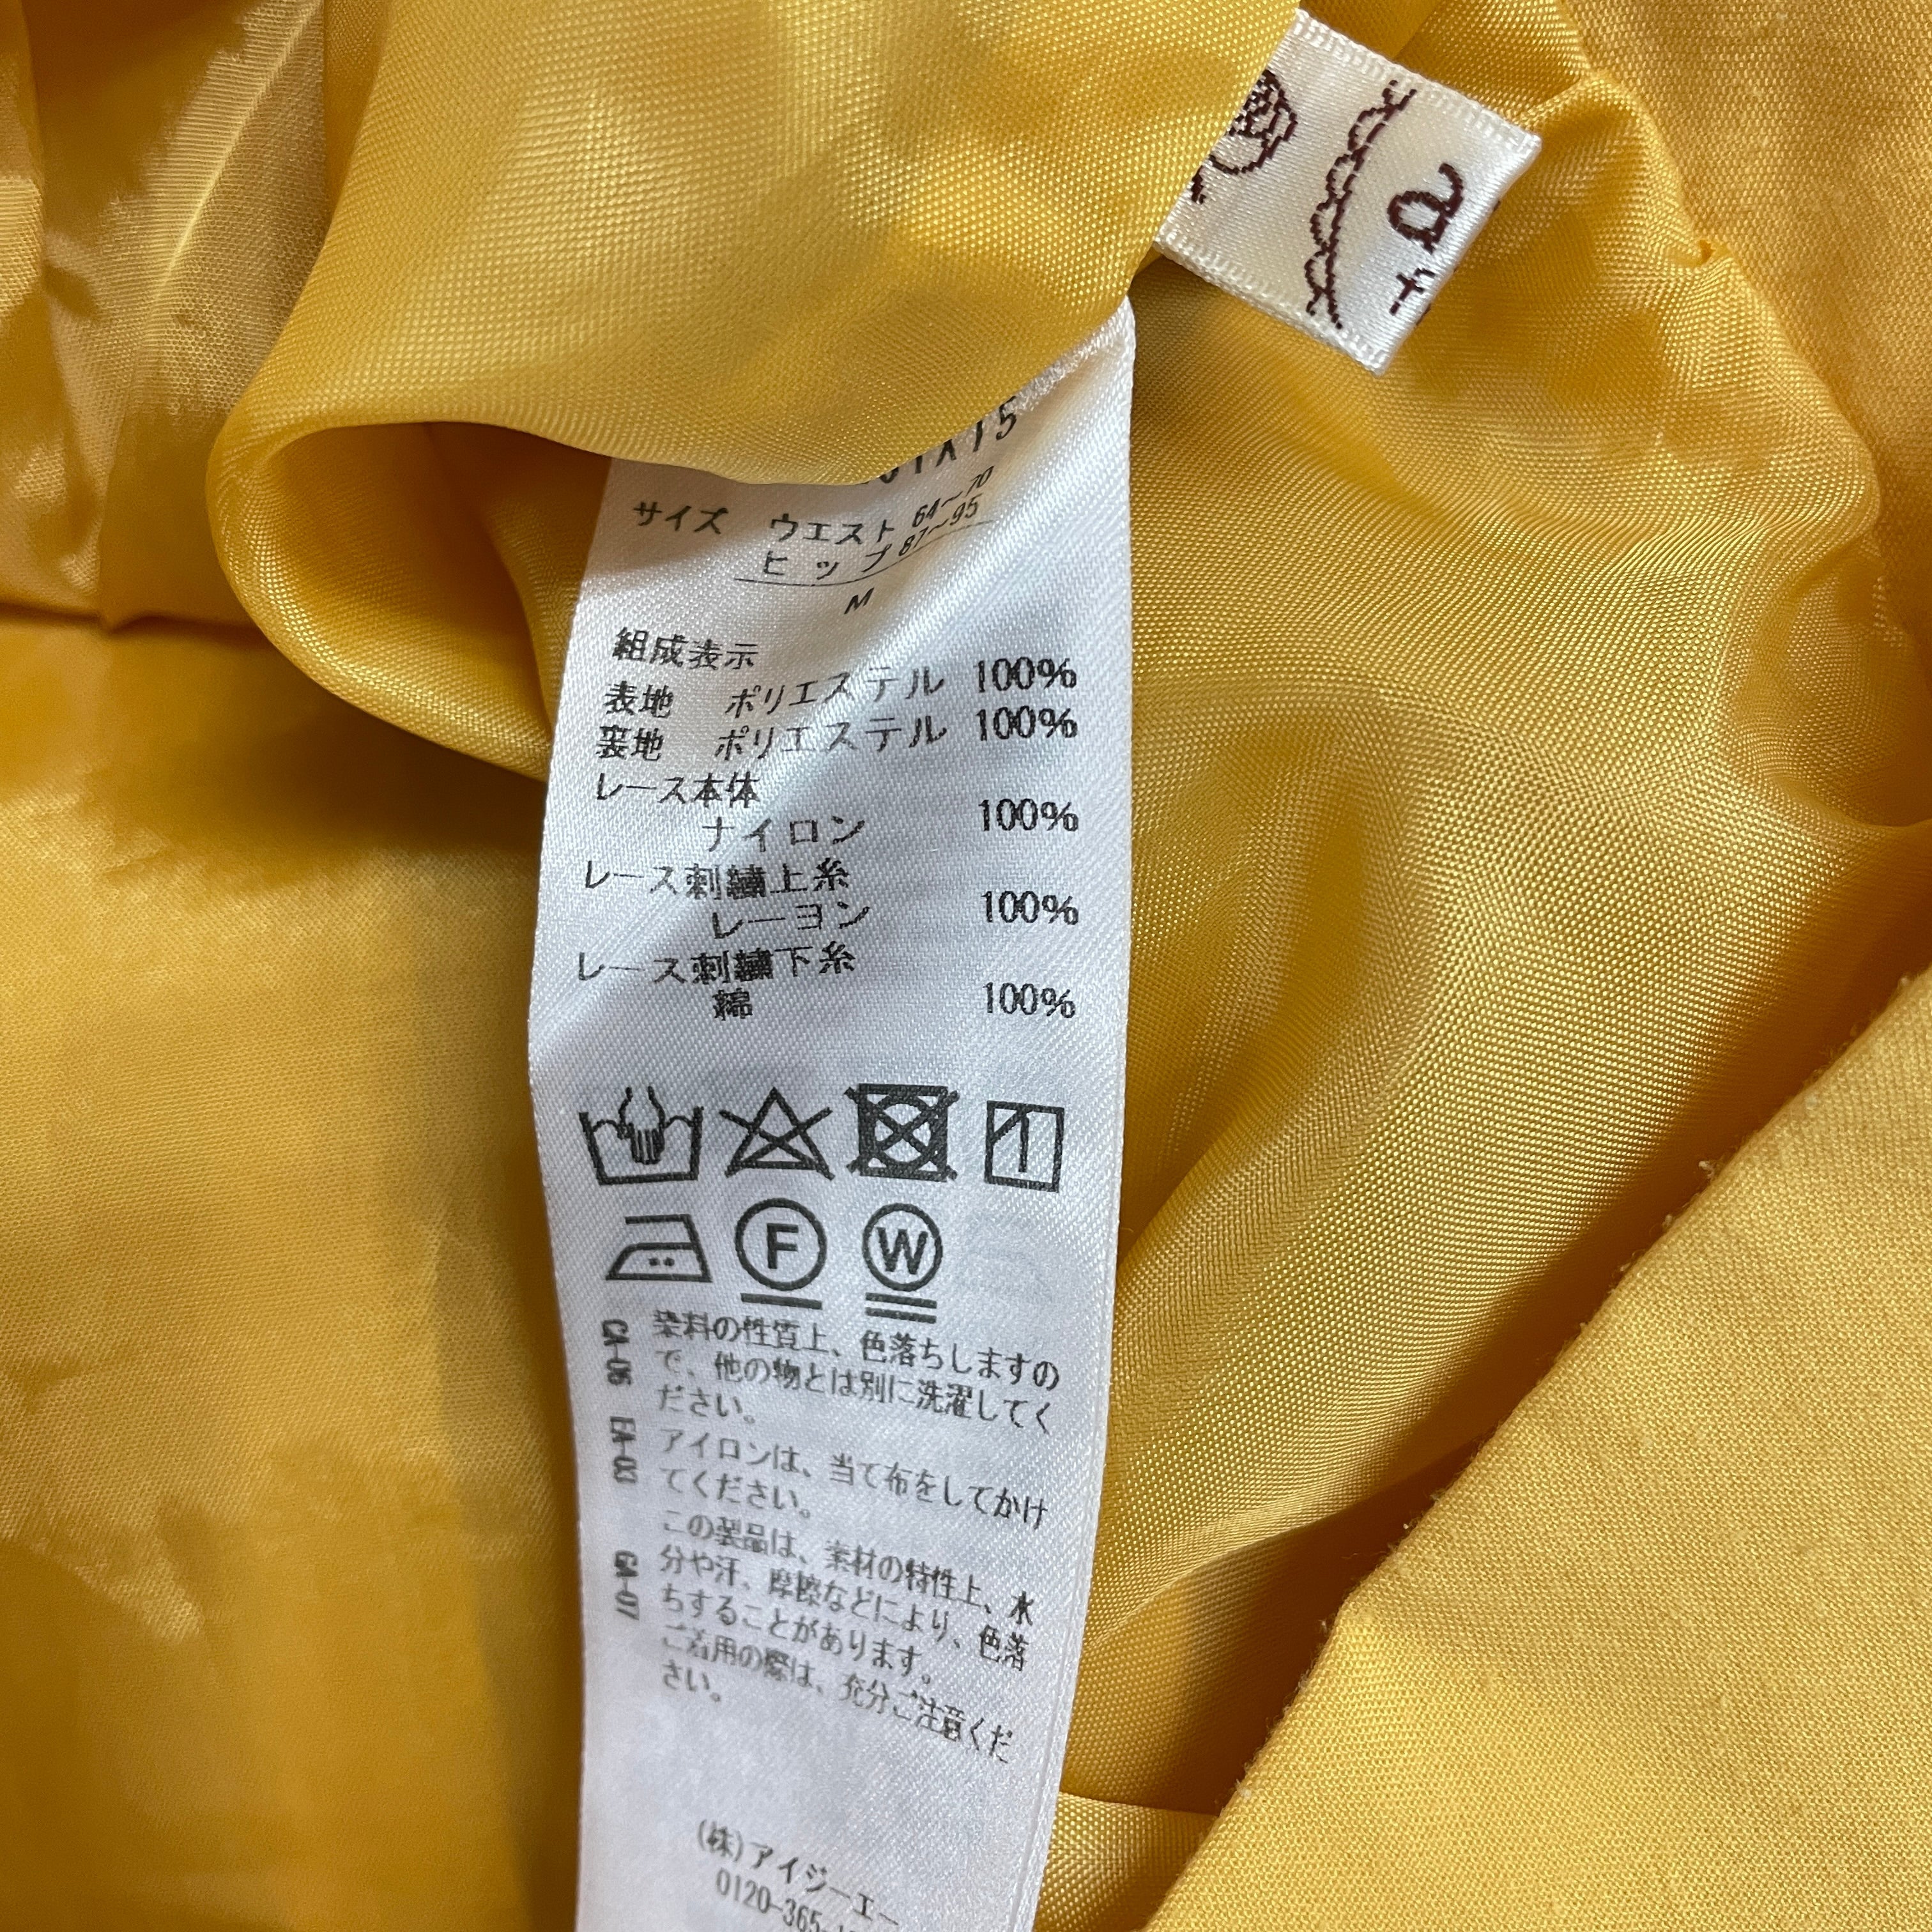 サイズ ウエスト 64~70
ヒップ 87~95
M
組成表示
表地 ポリエステル 100%
裏地 ポリエステル 100%
レース本体
ナイロン 100%
レース刺繍上糸
レーヨン 100%
レース刺繍下糸
綿 100%
F W
CA-05 染料の性質上、色落ちしますの
で、他の物とは別に洗濯してく
ださい。
EA-03 アイロンは、当て布をしてかけ
てください。
GA-07 この製品は、素材の特性上、水
分や汗、摩擦などにより、色落
ちすることがあります。
ご着用の際は、充分ご注意くだ
さい。
(株)アイジーエー
0120-365-